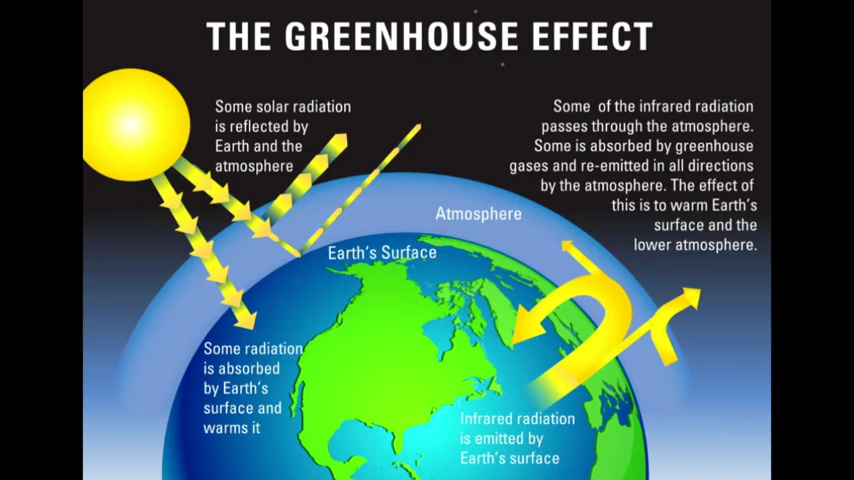 THE GREENHOUSE EFFECT
Some solar radiation
is reflected by
Earth and the
atmosphere
Some of the infrared radiation
passes through the atmosphere.
Some is absorbed by greenhouse
gases and re-emitted in all directions
by the atmosphere. The effect of
this is to warm Earth's
surface and the
lower atmosphere.
Atmosphere
Earth's Surface
Some radiation
is absorbed
by Earth's
surface and
warms it
Infrared radiation
is emitted by
Earth's surface